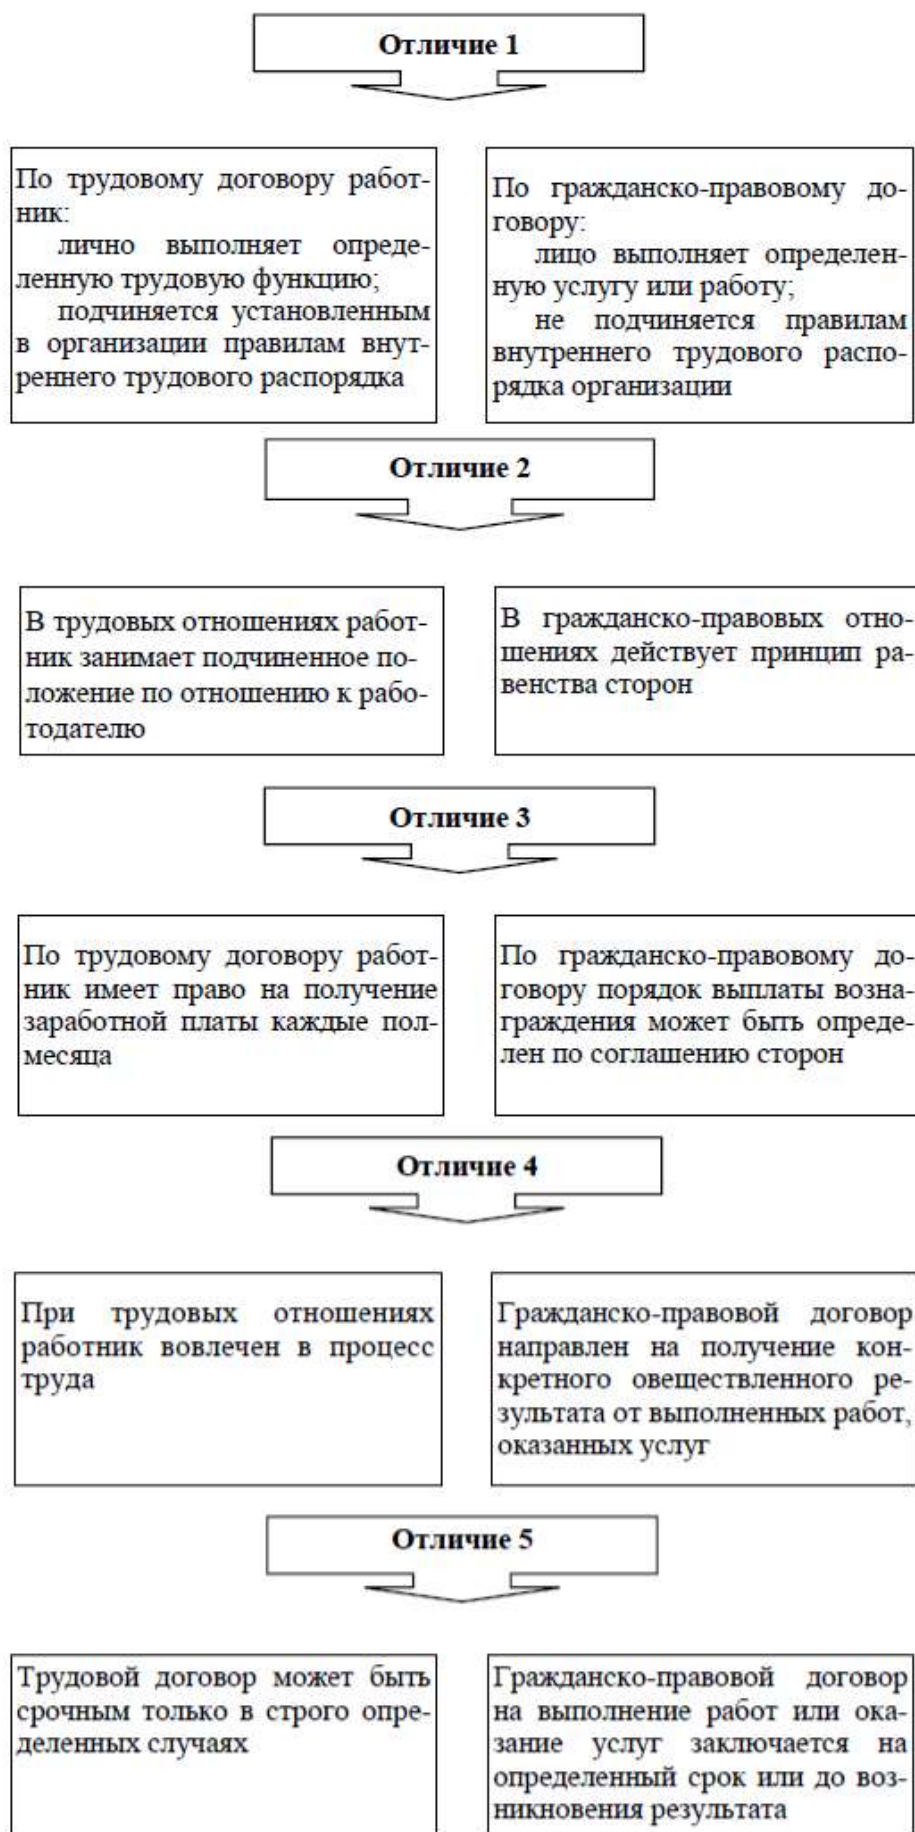 Отличие 1
По трудовому договору работ-
ник:
лично выполняет опреде-
ленную трудовую функцию;
подчиняется установленным
в организации правилам внут-
реннего трудового распорядка
По гражданско-правовому до-
говору:
лицо выполняет определен-
ную услугу или работу;
не подчиняется правилам
внутреннего трудового распо-
рядка организации
Отличие 2
В трудовых отношениях работ-
ник занимает подчиненное по-
ложение по отношению к рабо-
тодателю
В гражданско-правовых отно-
шениях действует принцип ра-
венства сторон
Отличие 3
По трудовому договору работ-
ник имеет право на получение
заработной платы каждые пол-
месяца
По гражданско-правовому до-
говору порядок выплаты возна-
граждения может быть опреде-
лен по соглашению сторон
Отличие 4
При трудовых отношениях
работник вовлечен в процесс
труда
Гражданско-правовой договор
направлен на получение кон-
кретного овеществленного ре-
зультата от выполненных работ,
оказанных услуг
Отличие 5
Трудовой договор может быть
срочным только в строго опре-
деленных случаях
Гражданско-правовой договор
на выполнение работ или ока-
зание услуг заключается на
определенный срок или до воз-
никновения результата